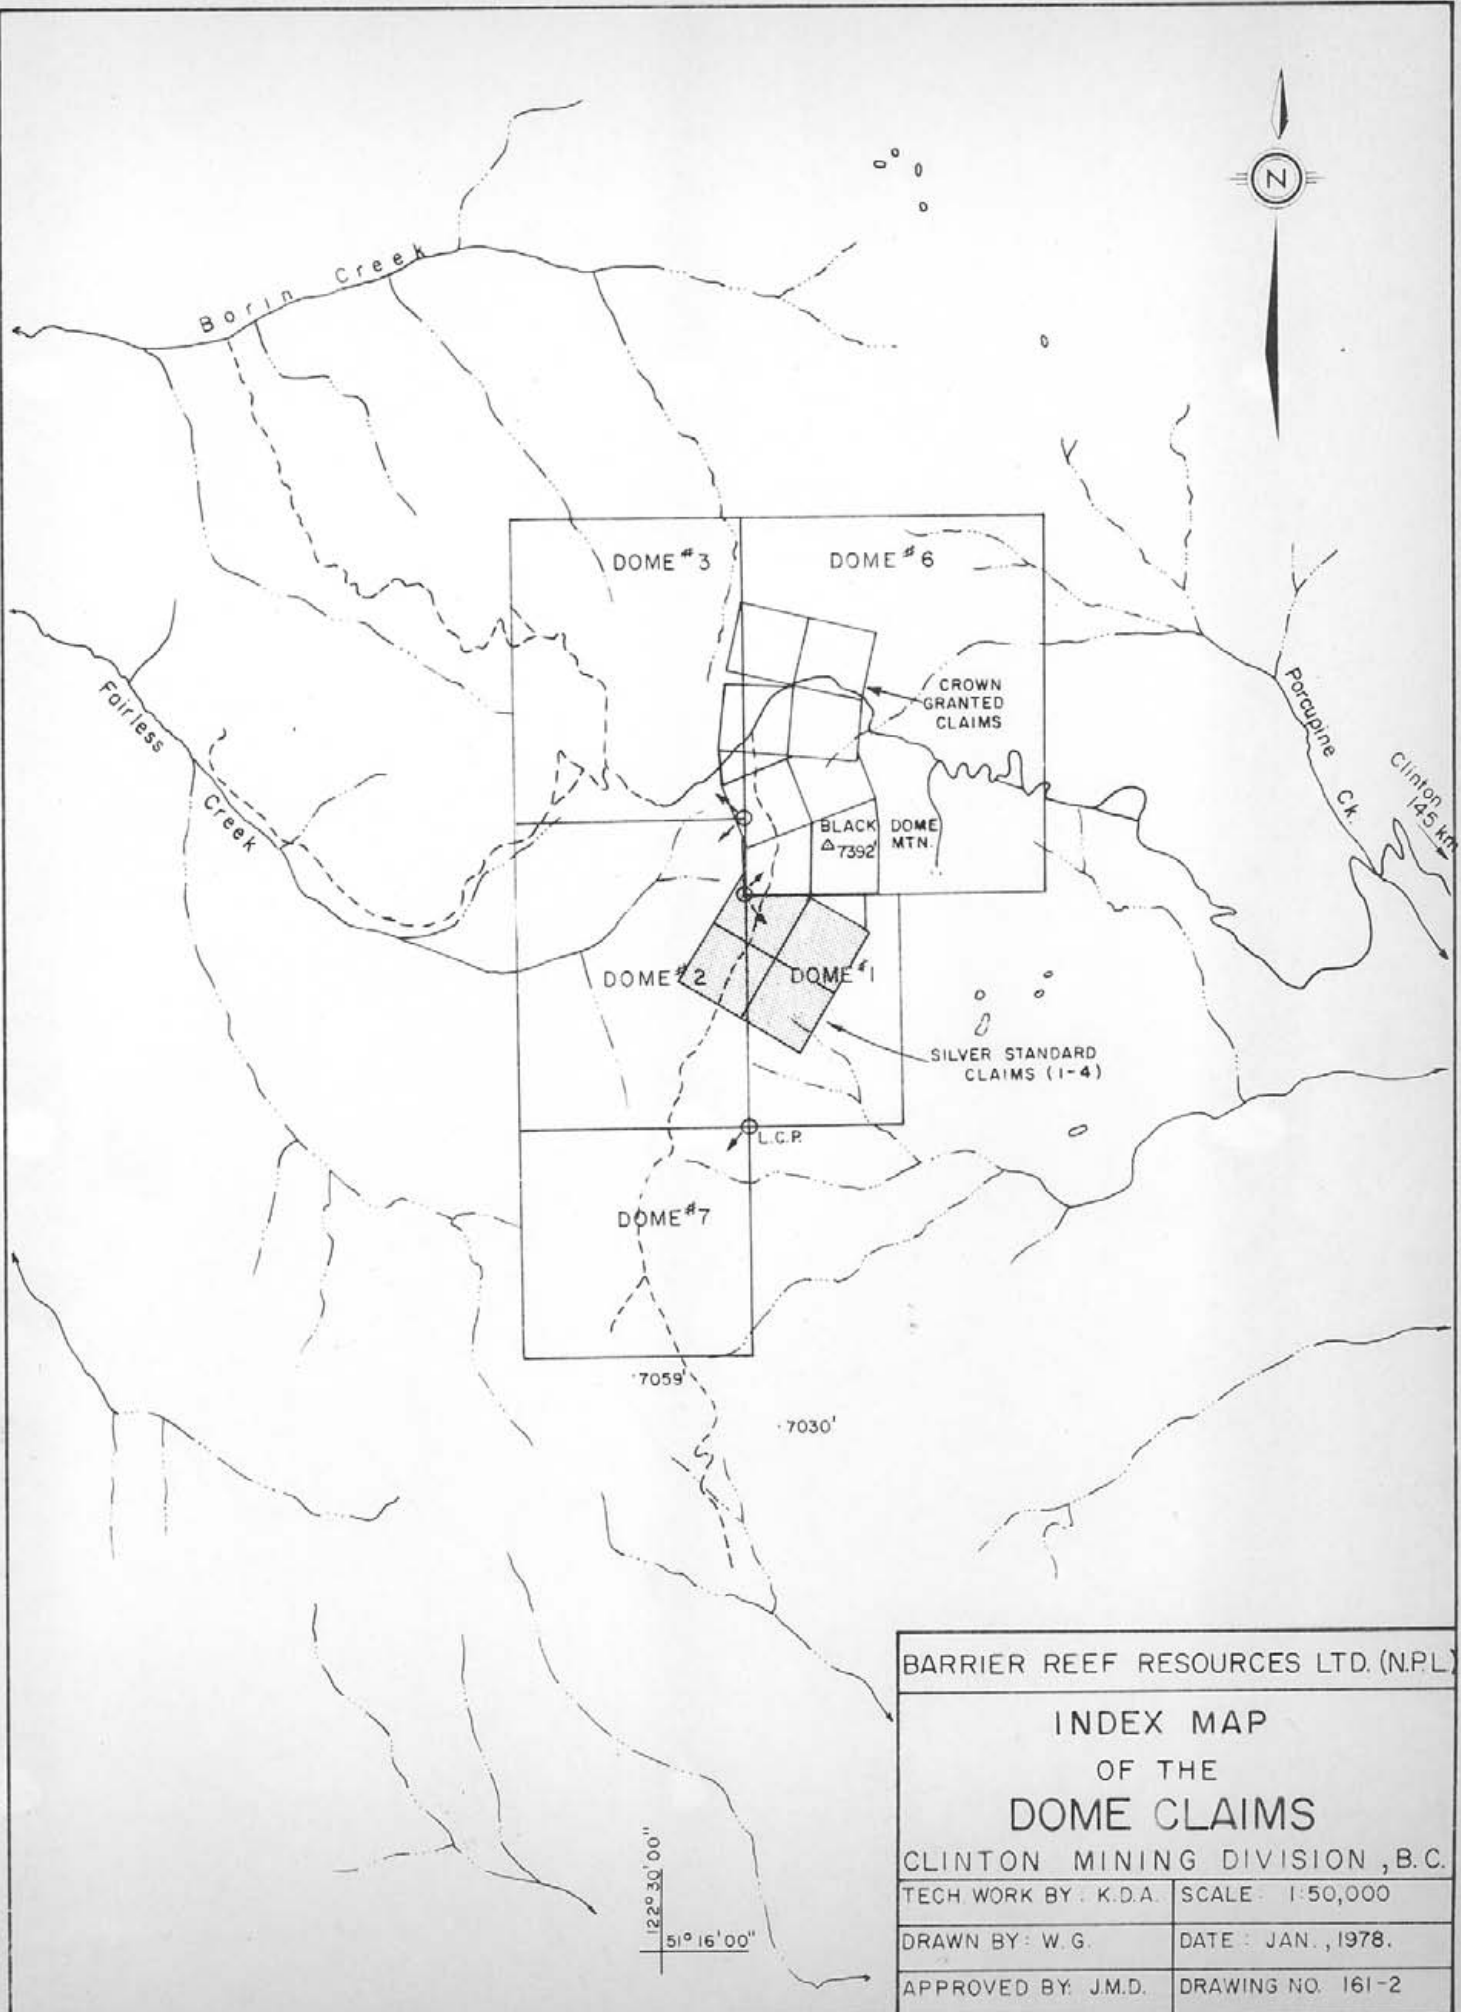 N
Borin Creek
DOME #3
DOME #6
CROWN
GRANTED
CLAIMS
Porcupine Ck.
Clinton
145 km
Fairless
Creek
BLACK DOME
7392' MTN.
DOME #2
DOME #1
SILVER STANDARD
CLAIMS (1-4)
L.C.P.
DOME #7
7059'
7030'
122° 30' 00"
51° 16' 00"
BARRIER REEF RESOURCES LTD. (N.P.L.)
INDEX MAP
OF THE
DOME CLAIMS
CLINTON MINING DIVISION, B.C.
TECH. WORK BY: K.D.A. SCALE: 1:50,000
DRAWN BY: W.G. DATE: JAN., 1978.
APPROVED BY: J.M.D. DRAWING NO. 161-2